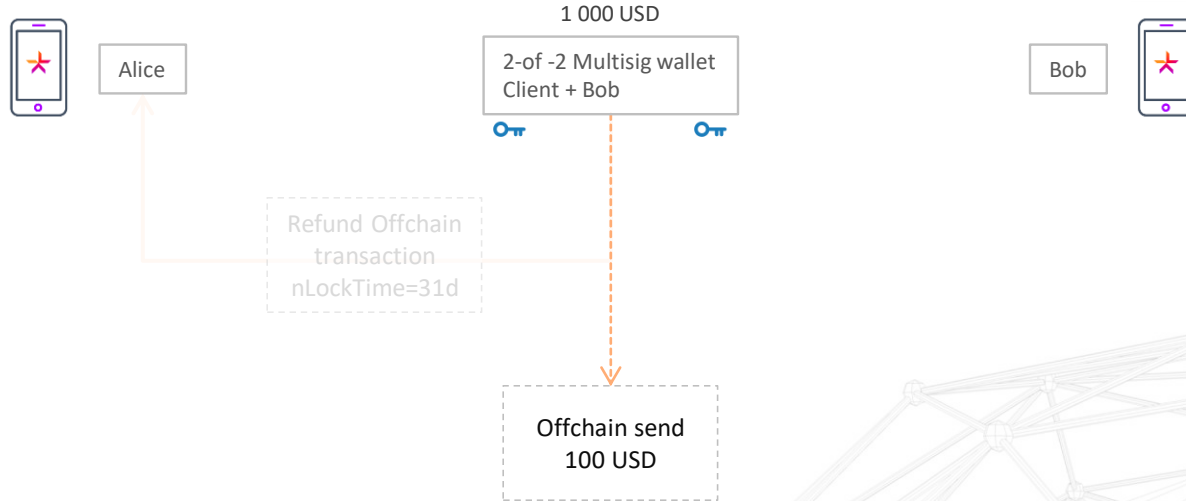 1 000 USD
Alice
2-of -2 Multisig wallet
Client + Bob
Bob
Refund Offchain
transaction
nLockTime=31d
Offchain send
100 USD